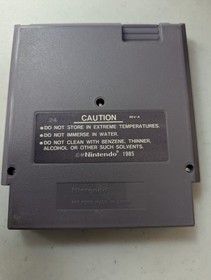 CAUTION
REV-A
•DO NOT STORE IN EXTREME TEMPERATURES.
•DO NOT IMMERSE IN WATER.
•DO NOT CLEAN WITH BENZENE, THINNER,
ALCOHOL OR OTHER SUCH SOLVENTS.
©®Nintendo® 1985